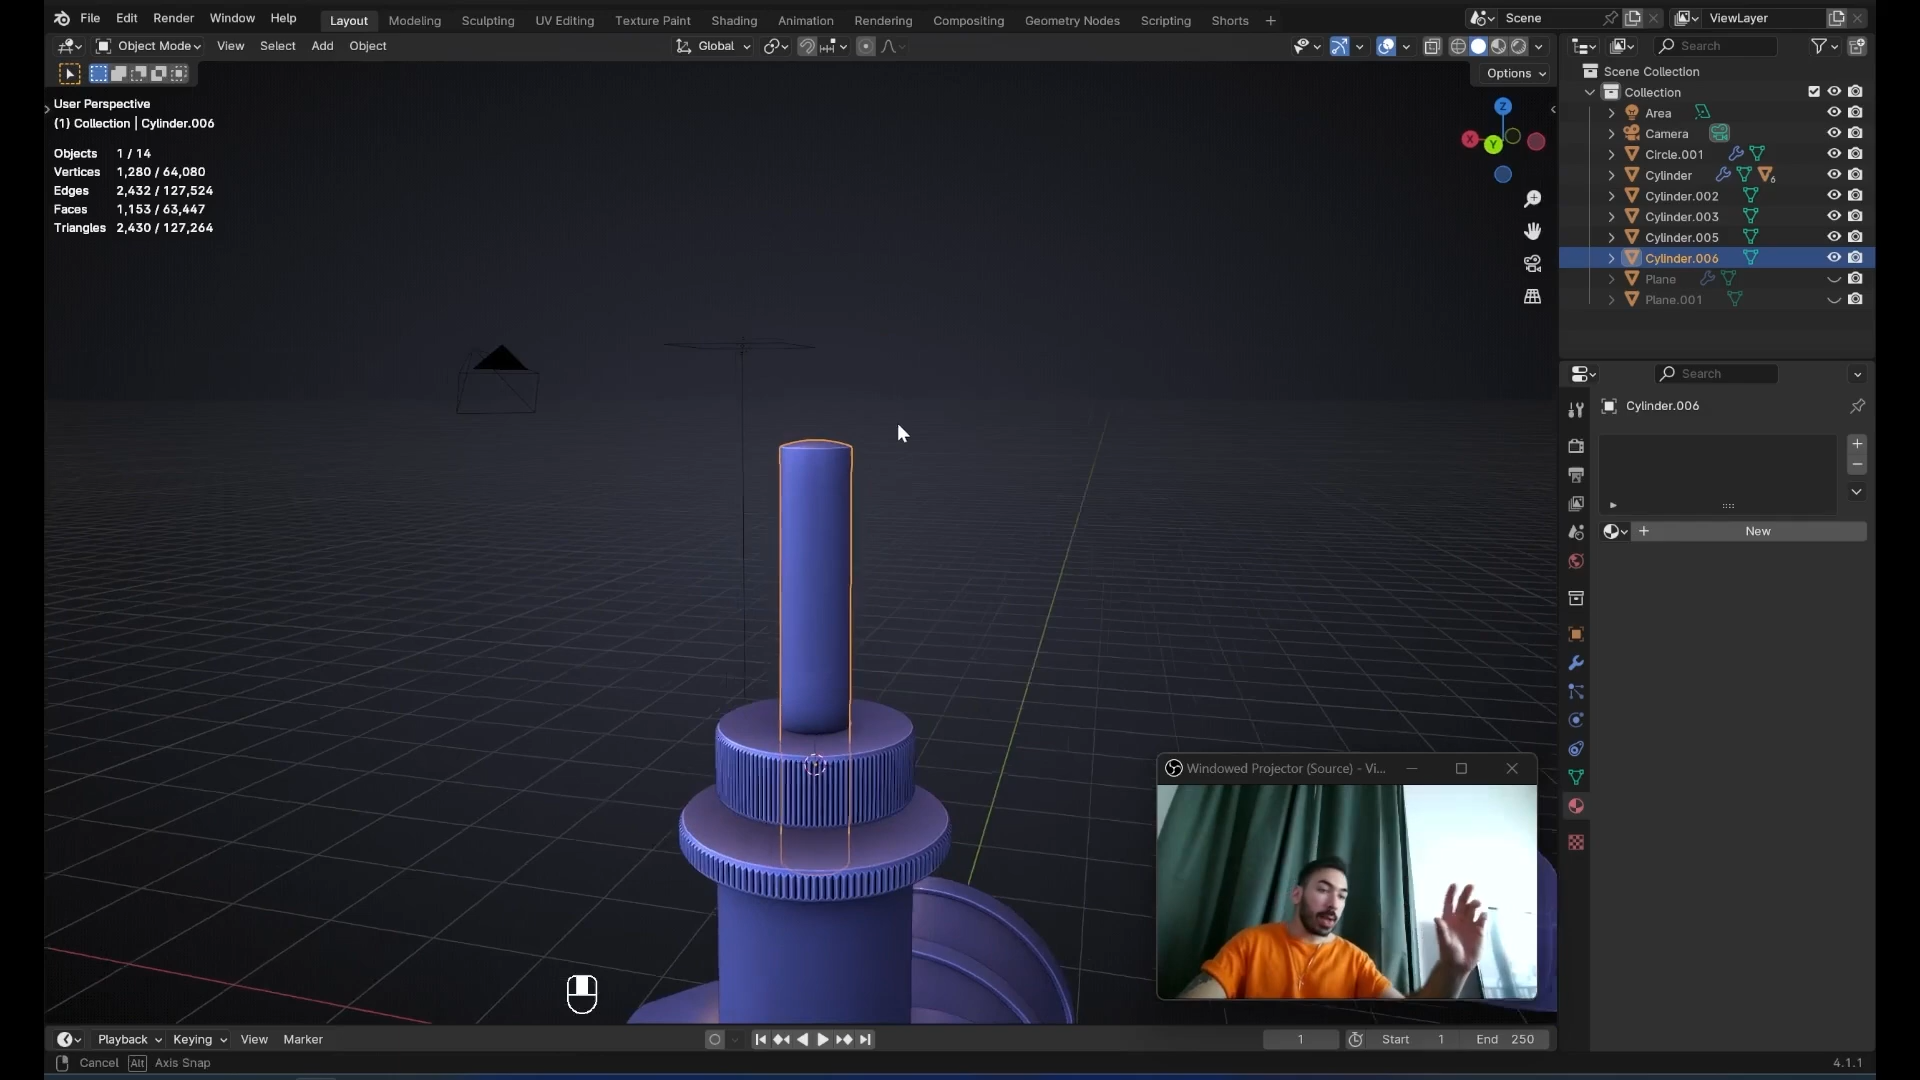 File Edit Render Window Help Layout Modeling Sculpting UV Editing Texture Paint Shading Animation Rendering Compositing Geometry Nodes Scripting Shorts + Scene ViewLayer
Object Mode View Select Add Object Global Search
Options
User Perspective
(1) Collection | Cylinder.006
Objects 1 / 14
Vertices 1,280 / 64,080
Edges 2,432 / 127,524
Faces 1,153 / 63,447
Triangles 2,430 / 127,264
Z
X
Y
Scene Collection
Collection
Area
Camera
Circle.001
Cylinder 6
Cylinder.002
Cylinder.003
Cylinder.005
Cylinder.006
Plane
Plane.001
Search
Cylinder.006
+ New
Windowed Projector (Source) - Vi...
Playback Keying View Marker 1 Start 1 End 250
Cancel Alt Axis Snap 4.1.1